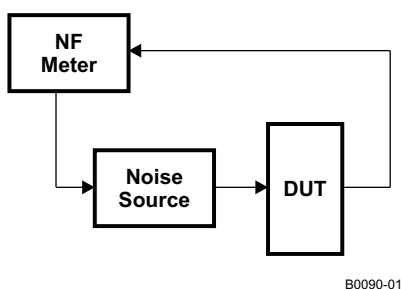 NF
Meter
Noise
Source
DUT
B0090-01